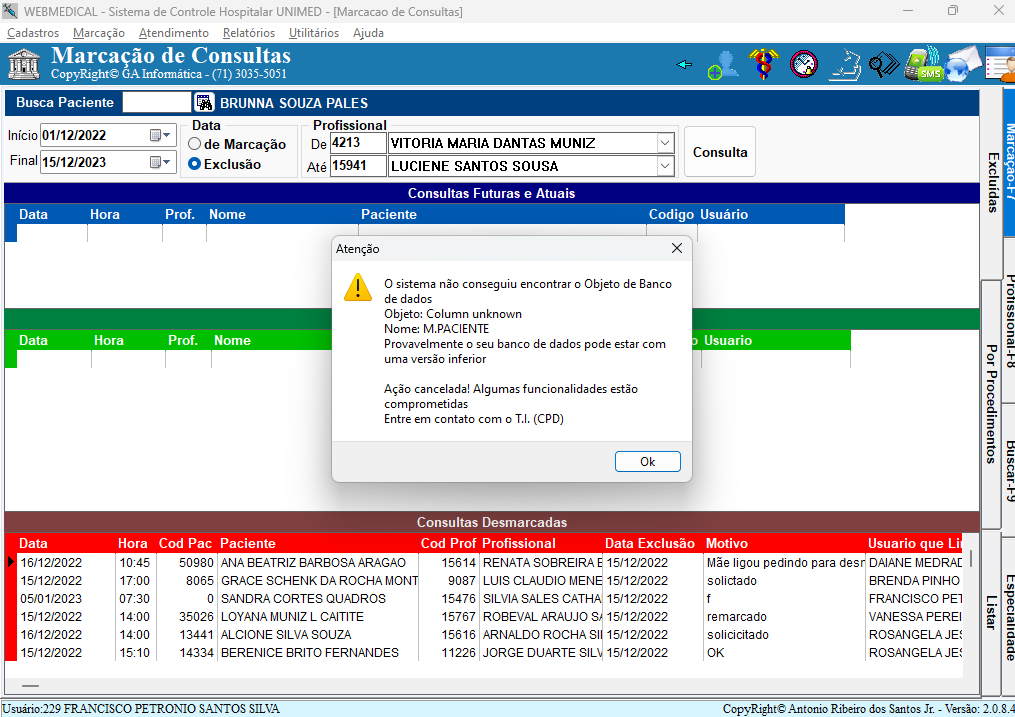 WEBMEDICAL - Sistema de Controle Hospitalar UNIMED - [Marcacao de Consultas]
Cadastros Marcação Atendimento Relatórios Utilitários Ajuda
Marcação de Consultas
CopyRight© GA Informática - (71) 3035-5051
SMS
Busca Paciente BRUNNA SOUZA PALES
Início 01/12/2022
Final 15/12/2023
Data
de Marcação
Exclusão
Profissional
De 4213 VITORIA MARIA DANTAS MUNIZ
Até 15941 LUCIENE SANTOS SOUSA
Consulta
Consultas Futuras e Atuais
Data Hora Prof. Nome Paciente Codigo Usuário
Data Hora Prof. Nome o Usuario
Atenção
O sistema não conseguiu encontrar o Objeto de Banco
de dados
Objeto: Column unknown
Nome: M.PACIENTE
Provavelmente o seu banco de dados pode estar com
uma versão inferior
Ação cancelada! Algumas funcionalidades estão
comprometidas
Entre em contato com o T.I. (CPD)
Ok
Consultas Desmarcadas
Data Hora Cod Pac Paciente Cod Prof Profissional Data Exclusão Motivo Usuario que Lin
16/12/2022 10:45 50980 ANA BEATRIZ BARBOSA ARAGAO 15614 RENATA SOBREIRA E 15/12/2022 Mãe ligou pedindo para desr DAIANE MEDRAD
15/12/2022 17:00 8065 GRACE SCHENK DA ROCHA MONT 9087 LUIS CLAUDIO MENE 15/12/2022 solictado BRENDA PINHO
05/01/2023 07:30 0 SANDRA CORTES QUADROS 15476 SILVIA SALES CATHA 15/12/2022 f FRANCISCO PET
15/12/2022 14:00 35026 LOYANA MUNIZ L CAITITE 15767 ROBEVAL ARAUJO SA 15/12/2022 remarcado VANESSA PEREI
16/12/2022 14:00 13441 ALCIONE SILVA SOUZA 15616 ARNALDO ROCHA SII 15/12/2022 solicicitado ROSANGELA JES
15/12/2022 15:10 14334 BERENICE BRITO FERNANDES 11226 JORGE DUARTE SILV 15/12/2022 OK ROSANGELA JES
Excluidas
Por Procedimentos
Listar
Marcação-F7
Profissional-F8
Buscar-F9
Especialidade
Usuário:229 FRANCISCO PETRONIO SANTOS SILVA
CopyRight© Antonio Ribeiro dos Santos Jr. - Versão: 2.0.8.4